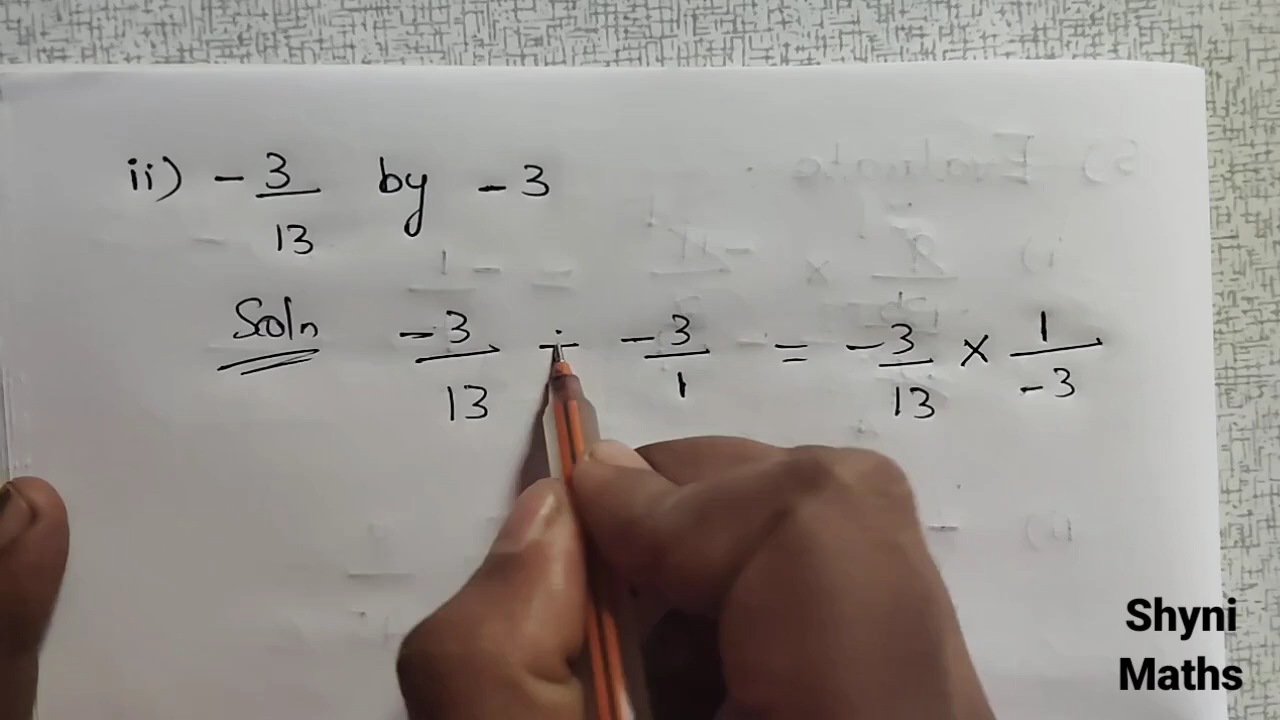 ii) -3/13 by -3
Soln -3/13 ÷ -3/1 = -3/13 × 1/-3
Shyni
Maths